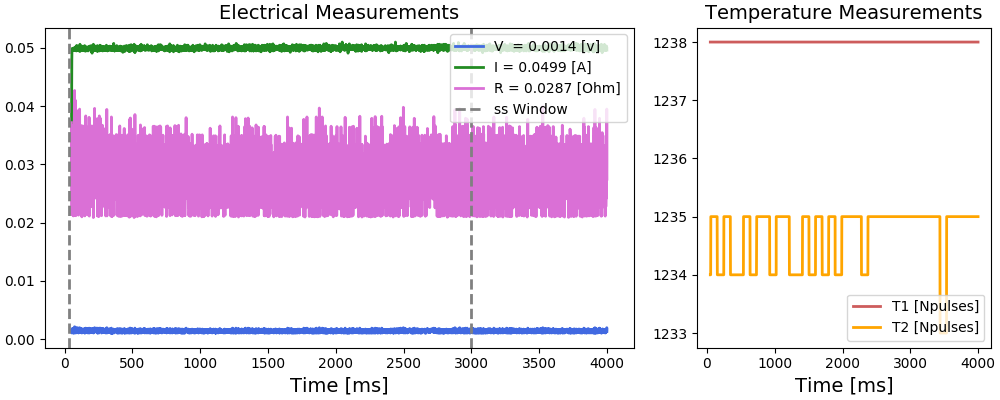 Electrical Measurements
0.05
0.04
0.03
0.02
0.01
0.00
V  = 0.0014 [v]
I = 0.0499 [A]
R = 0.0287 [Ohm]
ss Window
0 500 1000 1500 2000 2500 3000 3500 4000
Time [ms]
Temperature Measurements
1238
1237
1236
1235
1234
1233
T1 [Npulses]
T2 [Npulses]
0 1000 2000 3000 4000
Time [ms]